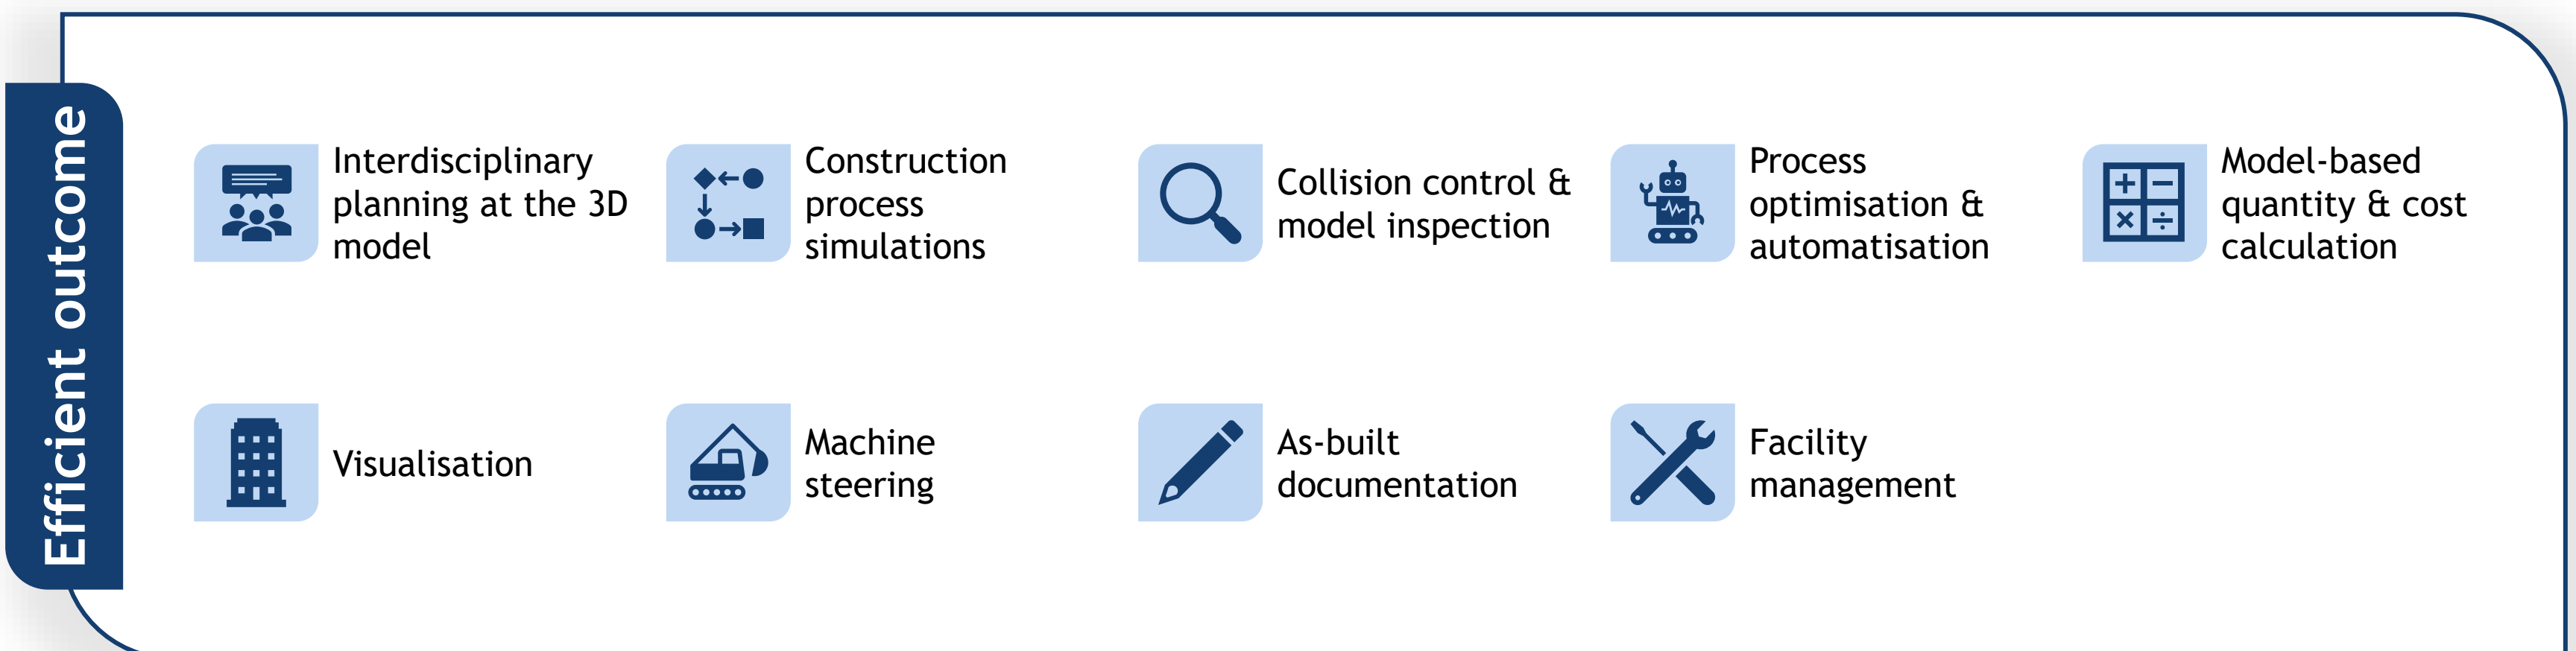 Efficient outcome
Interdisciplinary
planning at the 3D
model
Construction
process
simulations
Collision control &
model inspection
Process
optimisation &
automatisation
Model-based
quantity & cost
calculation
Visualisation
Machine
steering
As-built
documentation
Facility
management